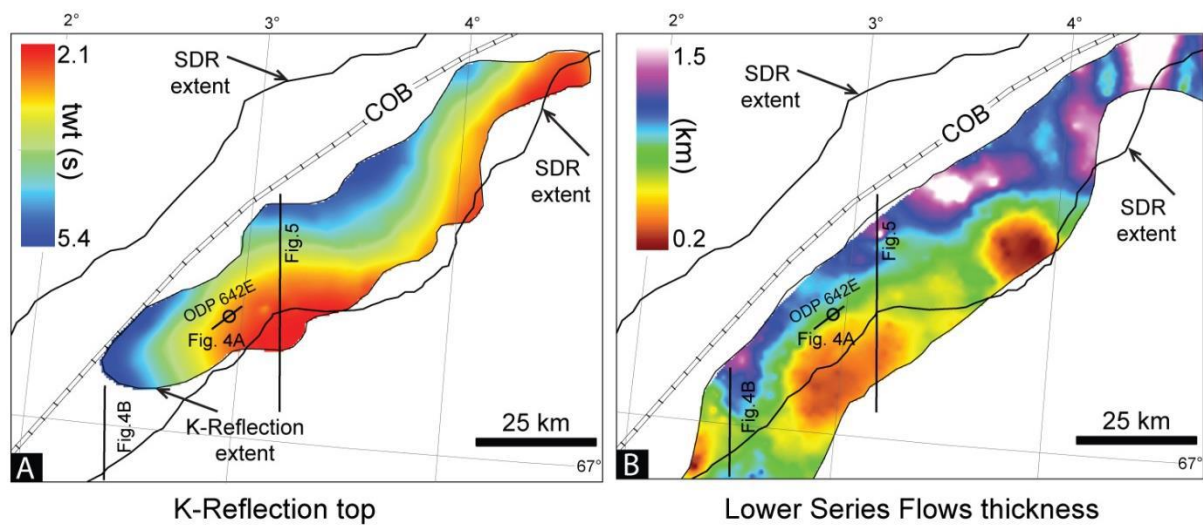 2°
3°
4°
2.1
twt (s)
5.4
SDR
extent
COB
SDR
extent
Fig.5
ODP 642E
Fig. 4A
Fig.4B
K-Reflection
extent
25 km
67°
A
K-Reflection top
2°
3°
4°
1.5
(km)
0.2
SDR
extent
COB
SDR
extent
Fig.5
ODP 642E
Fig. 4A
Fig.4B
25 km
67°
B
Lower Series Flows thickness